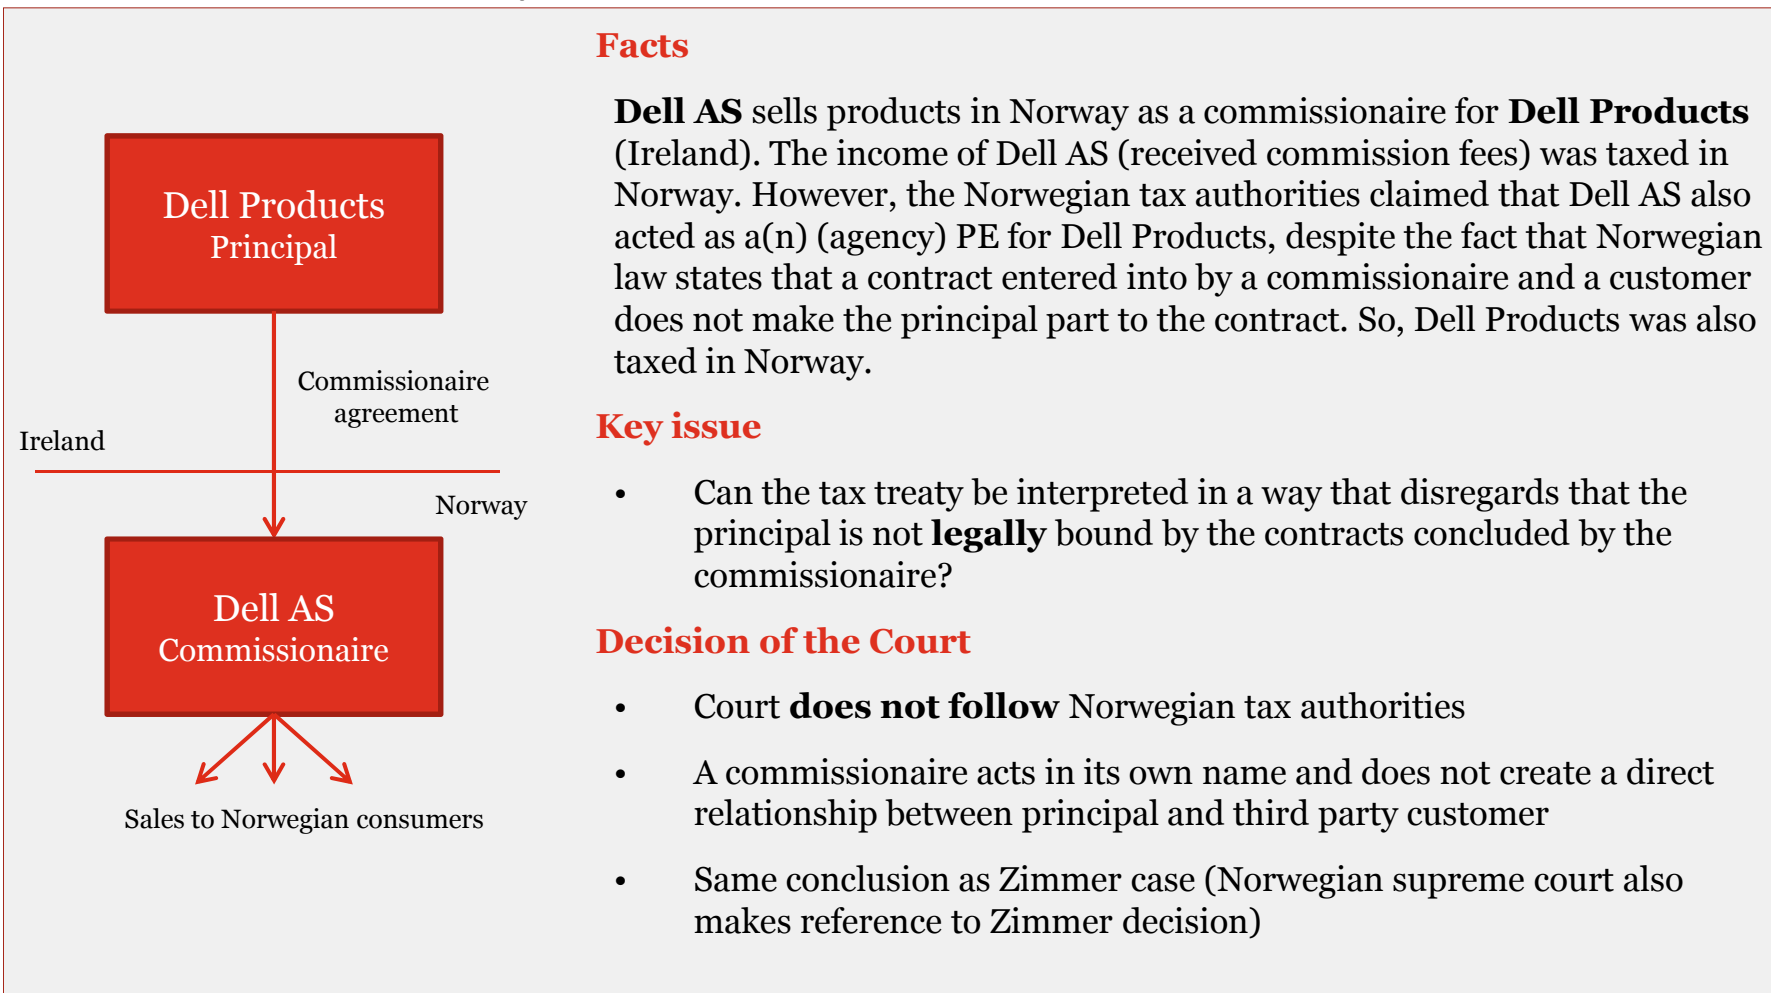 Facts
Dell AS sells products in Norway as a commissionaire for Dell Products
(Ireland). The income of Dell AS (received commission fees) was taxed in
Norway. However, the Norwegian tax authorities claimed that Dell AS also
acted as a(n) (agency) PE for Dell Products, despite the fact that Norwegian
law states that a contract entered into by a commissionaire and a customer
does not make the principal part to the contract. So, Dell Products was also
taxed in Norway.
Key issue
• Can the tax treaty be interpreted in a way that disregards that the
principal is not legally bound by the contracts concluded by the
commissionaire?
Decision of the Court
• Court does not follow Norwegian tax authorities
• A commissionaire acts in its own name and does not create a direct
relationship between principal and third party customer
• Same conclusion as Zimmer case (Norwegian supreme court also
makes reference to Zimmer decision)
Dell Products
Principal
Commissionaire
agreement
Ireland
Norway
Dell AS
Commissionaire
Sales to Norwegian consumers